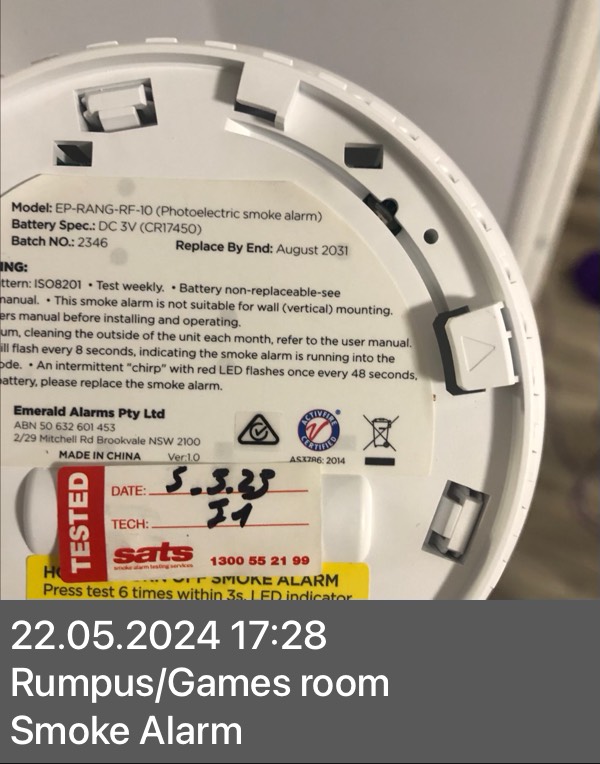 Model: EP-RANG-RF-10 (Photoelectric smoke alarm)
Battery Spec.: DC 3V (CR17450)
Batch NO.: 2346 Replace By End: August 2031
ING:
ttern: ISO8201 • Test weekly. • Battery non-replaceable-see
manual. • This smoke alarm is not suitable for wall (vertical) mounting.
ers manual before installing and operating.
um, cleaning the outside of the unit each month, refer to the user manual.
ill flash every 8 seconds, indicating the smoke alarm is running into the
ode. • An intermittent "chirp" with red LED flashes once every 48 seconds,
battery, please replace the smoke alarm.
Emerald Alarms Pty Ltd
ABN 50 632 601 453
2/29 Mitchell Rd Brookvale NSW 2100
MADE IN CHINA Ver:1.0
ACTIVFIRE
CERTIFIED
AS3786: 2014
TESTED
DATE: 5.3.23
TECH:
sats
smoke alarm testing services
1300 55 21 99
OFF SMOKE ALARM
Press test 6 times within 3s, LED indicator
22.05.2024 17:28
Rumpus/Games room
Smoke Alarm